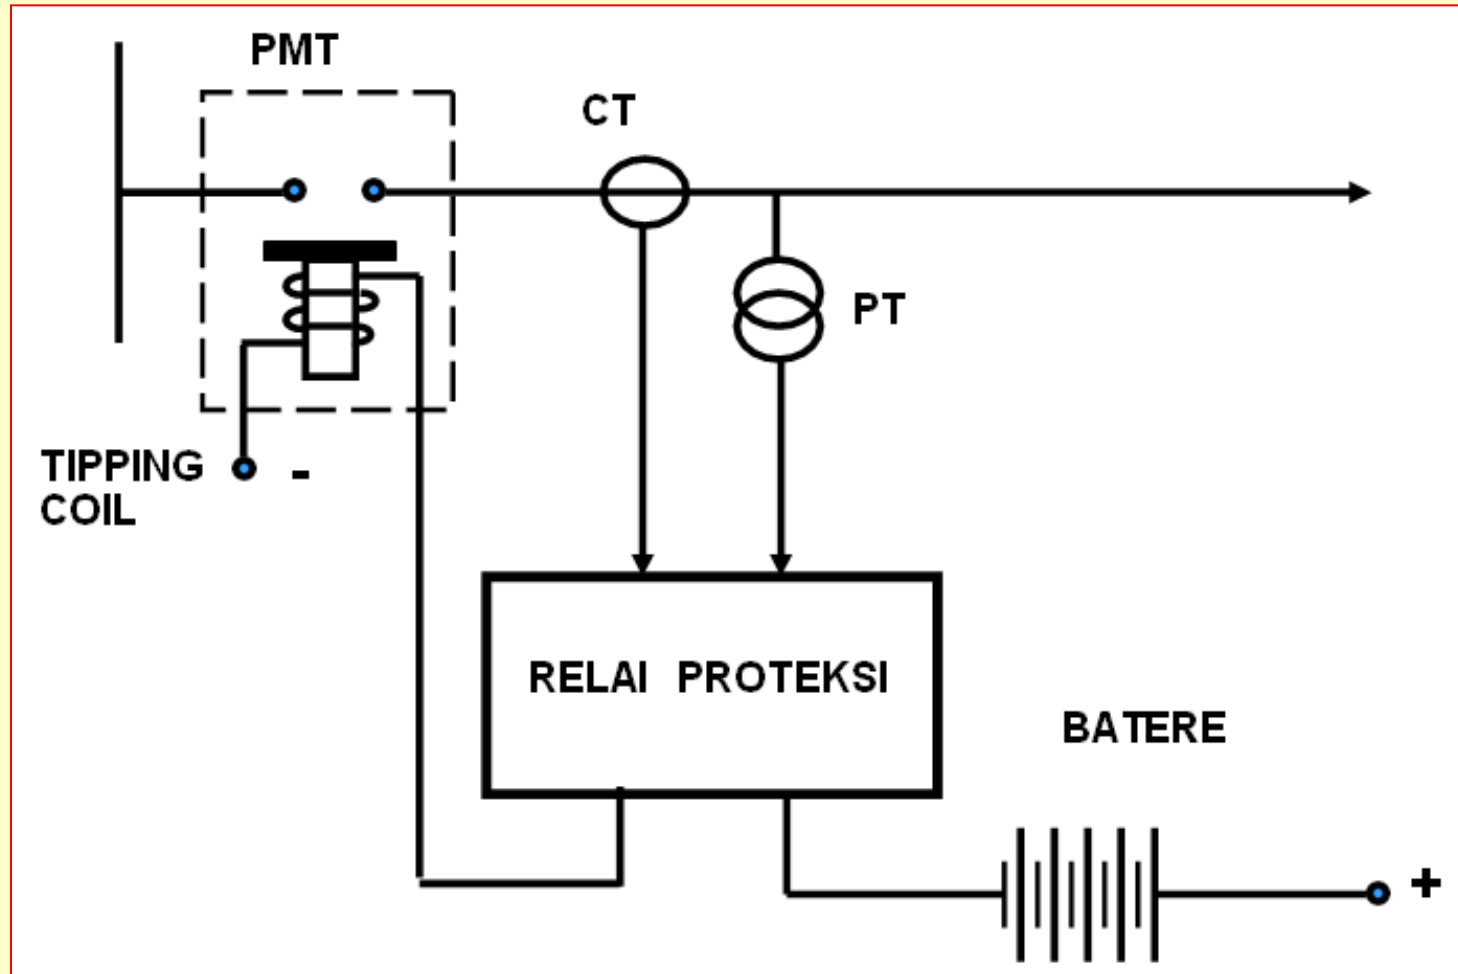 PMT
CT
PT
TIPPING
COIL
-
RELAI PROTEKSI
BATERE
+